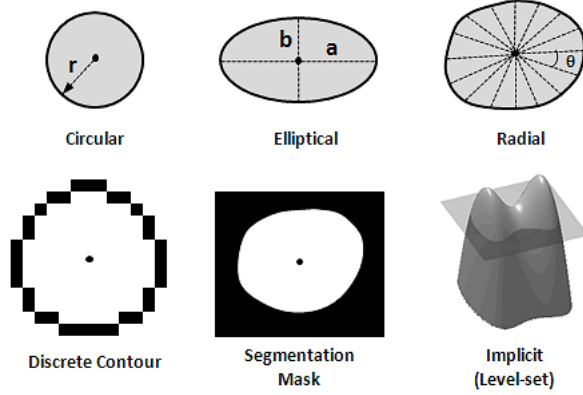 r
b
a
θ
Circular
Elliptical
Radial
Discrete Contour
Segmentation
Mask
Implicit
(Level-set)